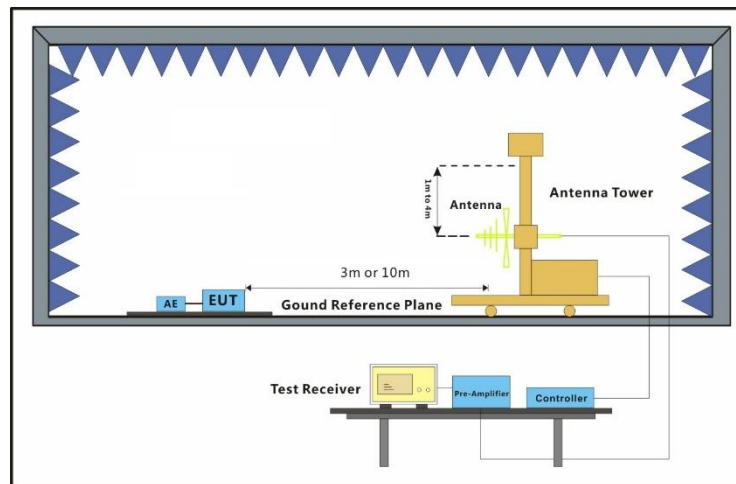 1m to 4m
Antenna
Antenna Tower
3m or 10m
AE
EUT
Gound Reference Plane
Test Receiver
Pre-Amplifier
Controller